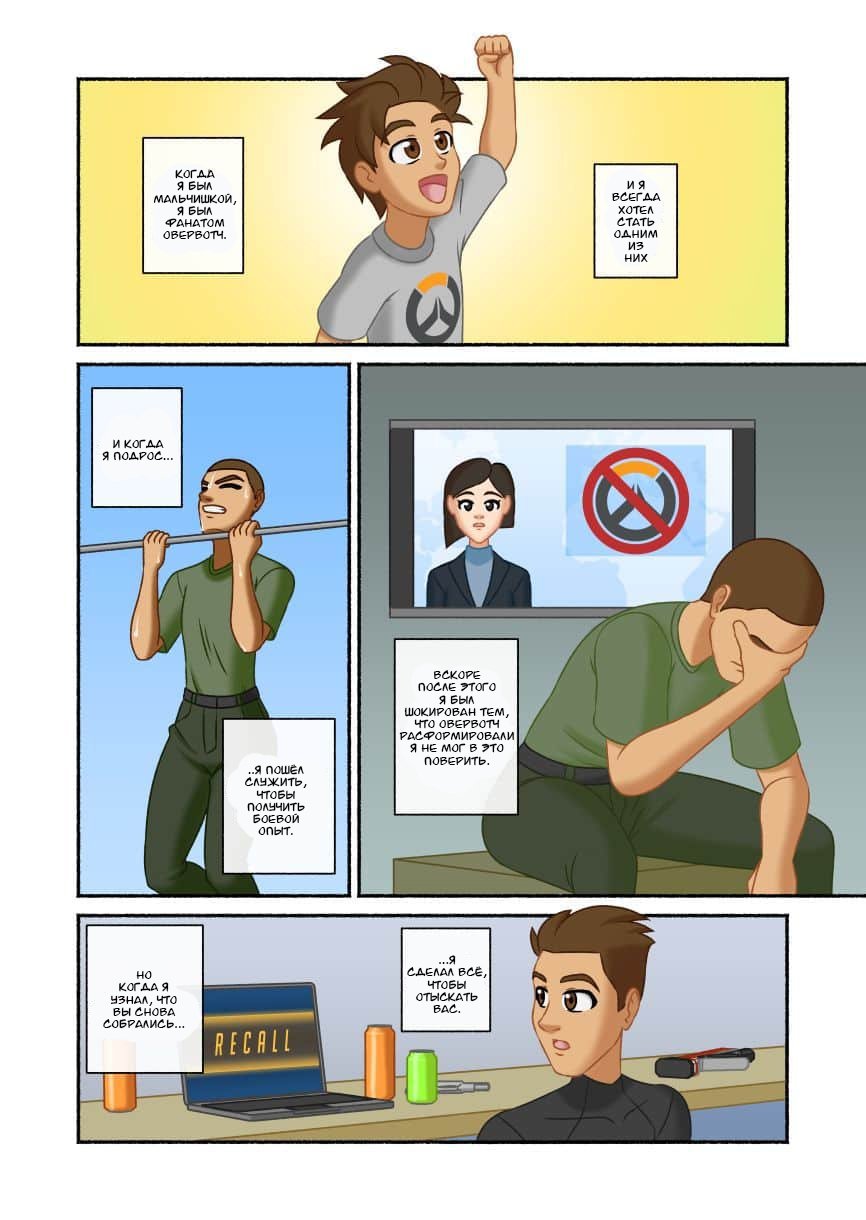 КОГДА
Я БЫЛ
МАЛЬЧИШКОЙ,
Я БЫЛ
ФАНАТОМ
ОВЕРВОТЧ.
И Я
ВСЕГДА
ХОТЕЛ
СТАТЬ
ОДНИМ
ИЗ
НИХ
И КОГДА
Я ПОДРОС...
..Я ПОШЁЛ
СЛУЖИТЬ,
ЧТОБЫ
ПОЛУЧИТЬ
БОЕВОЙ
ОПЫТ.
ВСКОРЕ
ПОСЛЕ ЭТОГО
Я БЫЛ
ШОКИРОВАН ТЕМ,
ЧТО ОВЕРВОТЧ
РАСФОРМИРОВАЛИ
Я НЕ МОГ В ЭТО
ПОВЕРИТЬ.
НО
КОГДА Я
УЗНАЛ, ЧТО
ВЫ СНОВА
СОБРАЛИСЬ...
RECALL
...Я
СДЕЛАЛ ВСЁ,
ЧТОБЫ
ОТЫСКАТЬ
ВАС.